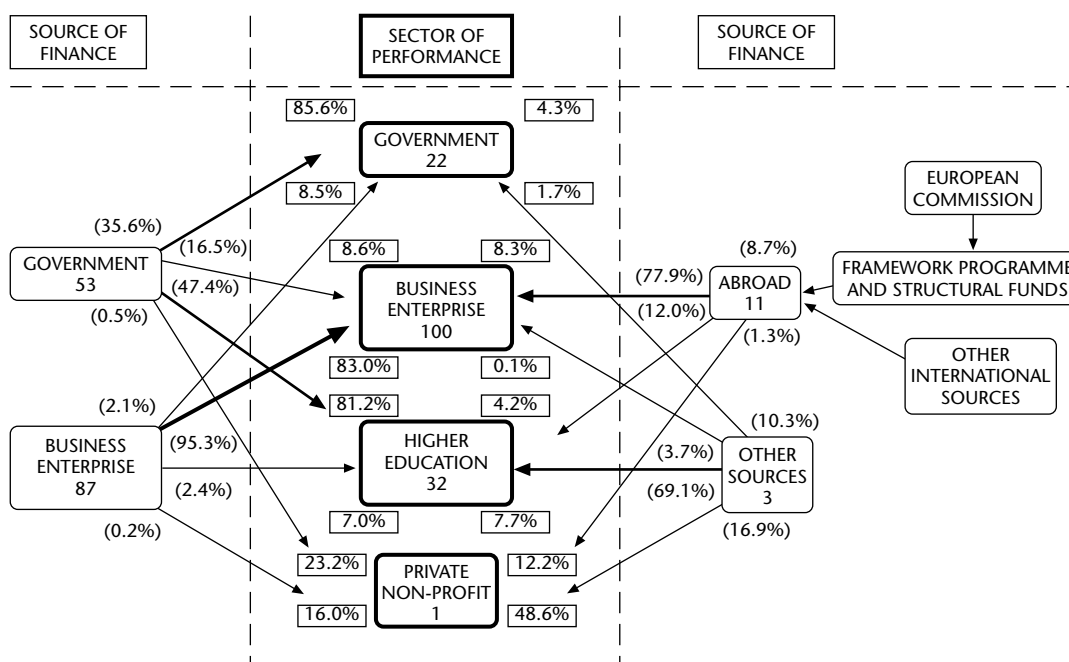 SOURCE OF
FINANCE
SECTOR OF
PERFORMANCE
SOURCE OF
FINANCE
85.6%
4.3%
GOVERNMENT
22
8.5%
1.7%
EUROPEAN
COMMISSION
(35.6%)
(16.5%)
8.6%
8.3%
(8.7%)
GOVERNMENT
53
(47.4%)
(0.5%)
BUSINESS
ENTERPRISE
100
(77.9%)
(12.0%)
ABROAD
11
(1.3%)
FRAMEWORK PROGRAMME
AND STRUCTURAL FUNDS
83.0%
0.1%
OTHER
INTERNATIONAL
SOURCES
81.2%
4.2%
(2.1%)
(10.3%)
BUSINESS
ENTERPRISE
87
(95.3%)
(2.4%)
(0.2%)
HIGHER
EDUCATION
32
(3.7%)
(69.1%)
OTHER
SOURCES
3
(16.9%)
7.0%
7.7%
23.2%
12.2%
PRIVATE
NON-PROFIT
1
16.0%
48.6%